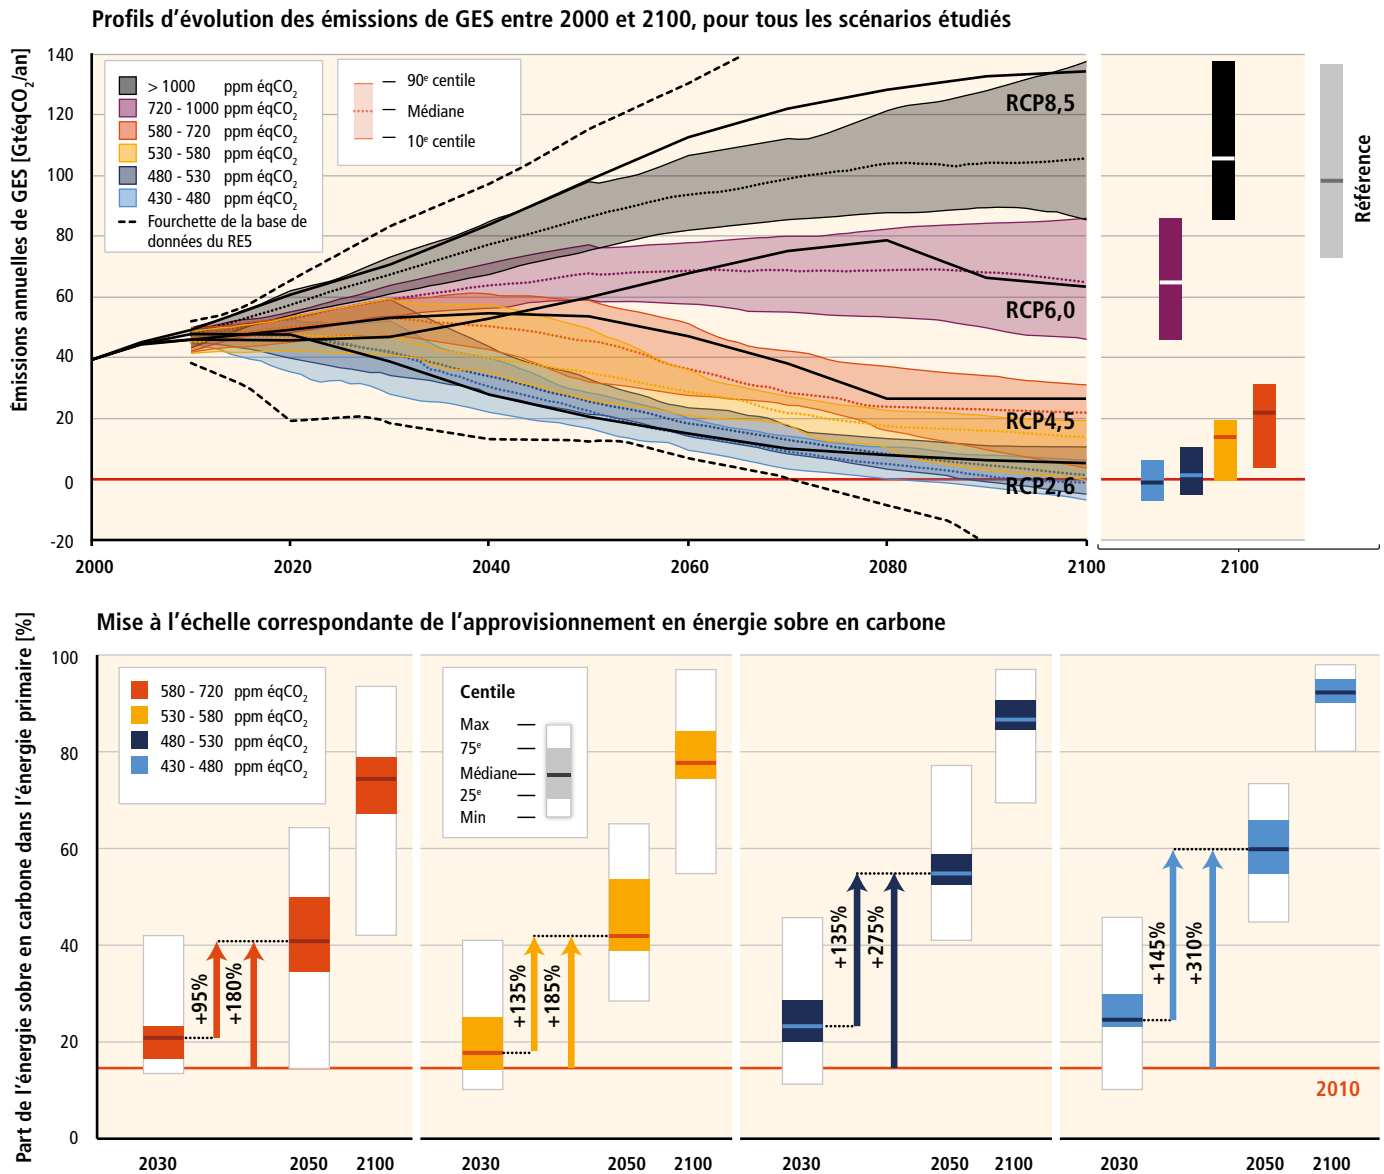 Profils d’évolution des émissions de GES entre 2000 et 2100, pour tous les scénarios étudiés
Émissions annuelles de GES [GtéqCO2/an]
140
120
100
80
60
40
20
0
-20
> 1000 ppm éqCO2
720 - 1000 ppm éqCO2
580 - 720 ppm éqCO2
530 - 580 ppm éqCO2
480 - 530 ppm éqCO2
430 - 480 ppm éqCO2
Fourchette de la base de
données du RE5
90e centile
Médiane
10e centile
RCP8,5
RCP6,0
RCP4,5
RCP2,6
Référence
2000
2020
2040
2060
2080
2100
2100
Mise à l’échelle correspondante de l’approvisionnement en énergie sobre en carbone
Part de l’énergie sobre en carbone dans l’énergie primaire [%]
100
80
60
40
20
0
580 - 720 ppm éqCO2
530 - 580 ppm éqCO2
480 - 530 ppm éqCO2
430 - 480 ppm éqCO2
Centile
Max
75e
Médiane
25e
Min
+95%
+180%
+135%
+185%
+135%
+275%
+145%
+310%
2010
2030
2050
2100
2030
2050
2100
2030
2050
2100
2030
2050
2100